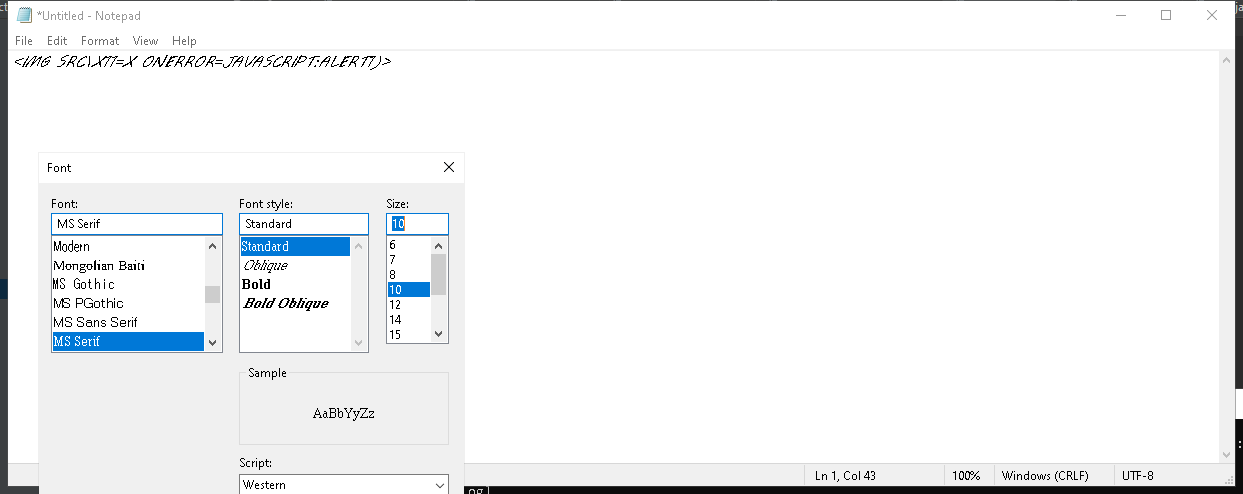 *Untitled - Notepad
File Edit Format View Help
<IMG SRC\XTT=X ONERROR=JAVASCRIPT:ALERTT)>
Font
Font: Font style: Size:
MS Serif Standard 10
Modern Standard 6
Mongolian Baiti Oblique 7
MS Gothic Bold 8
MS PGothic Bold Oblique 10
MS Sans Serif 12
MS Serif 14
15
Sample
AaBbYyZz
Script:
Western
Ln 1, Col 43 100% Windows (CRLF) UTF-8